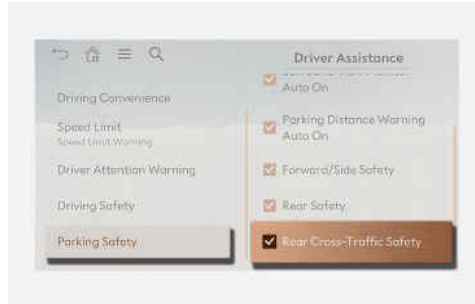 Driver Assistance
Driving Convenience
Speed Limit
Speed Limit Warning
Driver Attention Warning
Driving Safety
Parking Safety
Auto On
Parking Distance Warning
Auto On
Forward/Side Safety
Rear Safety
Rear Cross-Traffic Safety